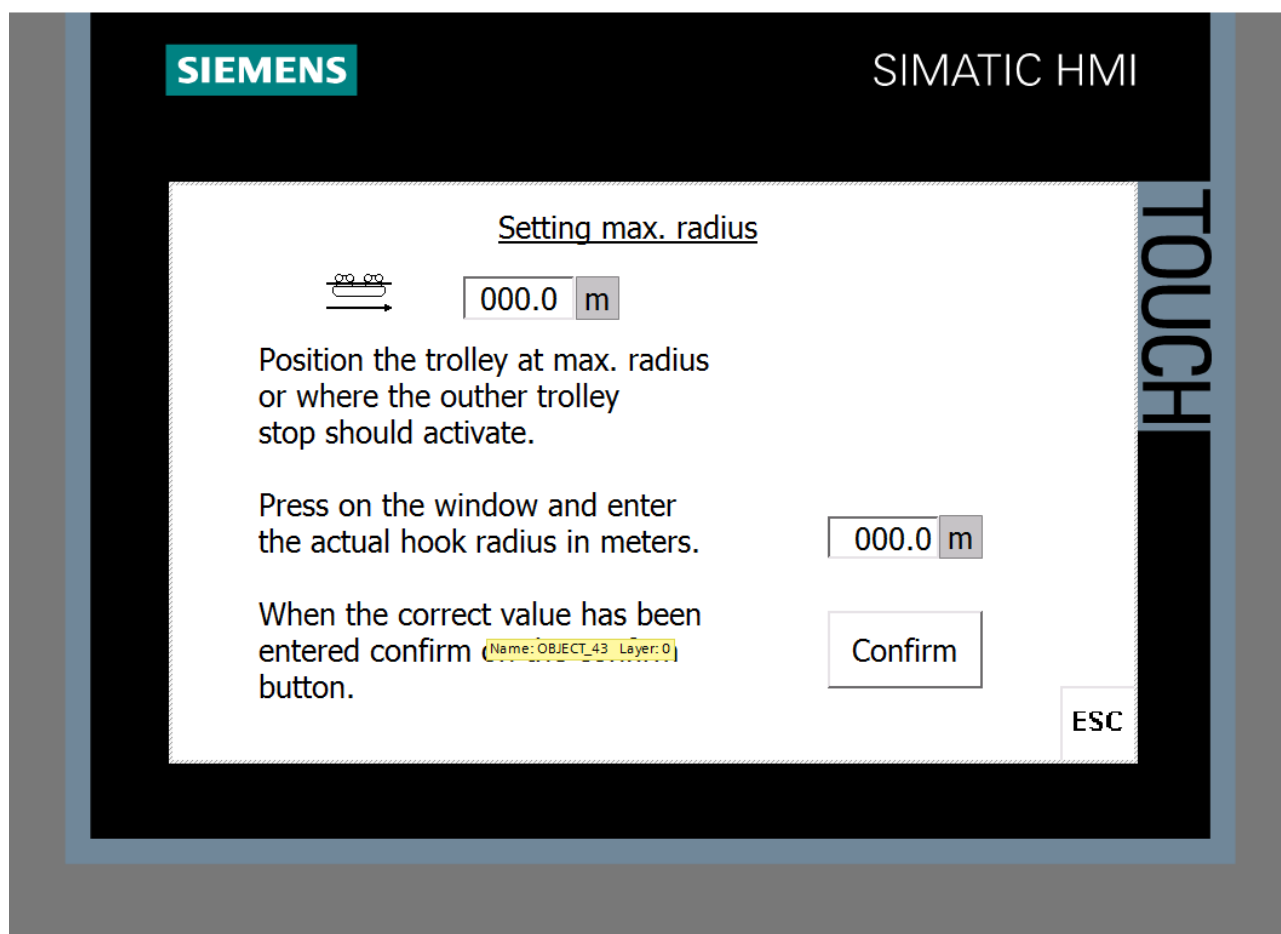 SIEMENS
SIMATIC HMI
TOUCH
Setting max. radius
000.0 m
Position the trolley at max. radius
or where the outher trolley
stop should activate.
Press on the window and enter
the actual hook radius in meters.
000.0 m
When the correct value has been
entered confirm
Name: OBJECT_43 Layer: 0
button.
Confirm
ESC